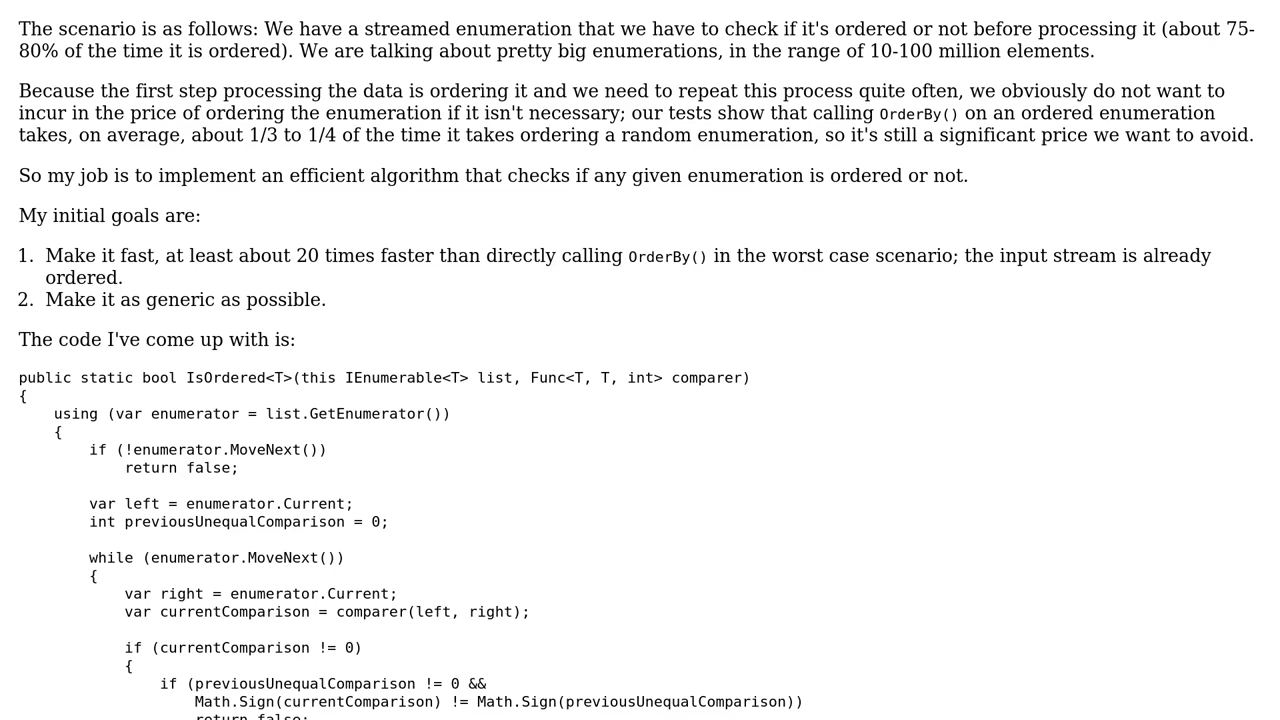 The scenario is as follows: We have a streamed enumeration that we have to check if it's ordered or not before processing it (about 75-
80% of the time it is ordered). We are talking about pretty big enumerations, in the range of 10-100 million elements.
Because the first step processing the data is ordering it and we need to repeat this process quite often, we obviously do not want to
incur in the price of ordering the enumeration if it isn't necessary; our tests show that calling OrderBy() on an ordered enumeration
takes, on average, about 1/3 to 1/4 of the time it takes ordering a random enumeration, so it's still a significant price we want to avoid.
So my job is to implement an efficient algorithm that checks if any given enumeration is ordered or not.
My initial goals are:
1. Make it fast, at least about 20 times faster than directly calling OrderBy() in the worst case scenario; the input stream is already
ordered.
2. Make it as generic as possible.
The code I've come up with is:
public static bool IsOrdered<T>(this IEnumerable<T> list, Func<T, T, int> comparer)
{
    using (var enumerator = list.GetEnumerator())
    {
        if (!enumerator.MoveNext())
            return false;
        var left = enumerator.Current;
        int previousUnequalComparison = 0;
        while (enumerator.MoveNext())
        {
            var right = enumerator.Current;
            var currentComparison = comparer(left, right);
            if (currentComparison != 0)
            {
                if (previousUnequalComparison != 0 &&
                    Math.Sign(currentComparison) != Math.Sign(previousUnequalComparison))
                    return false;